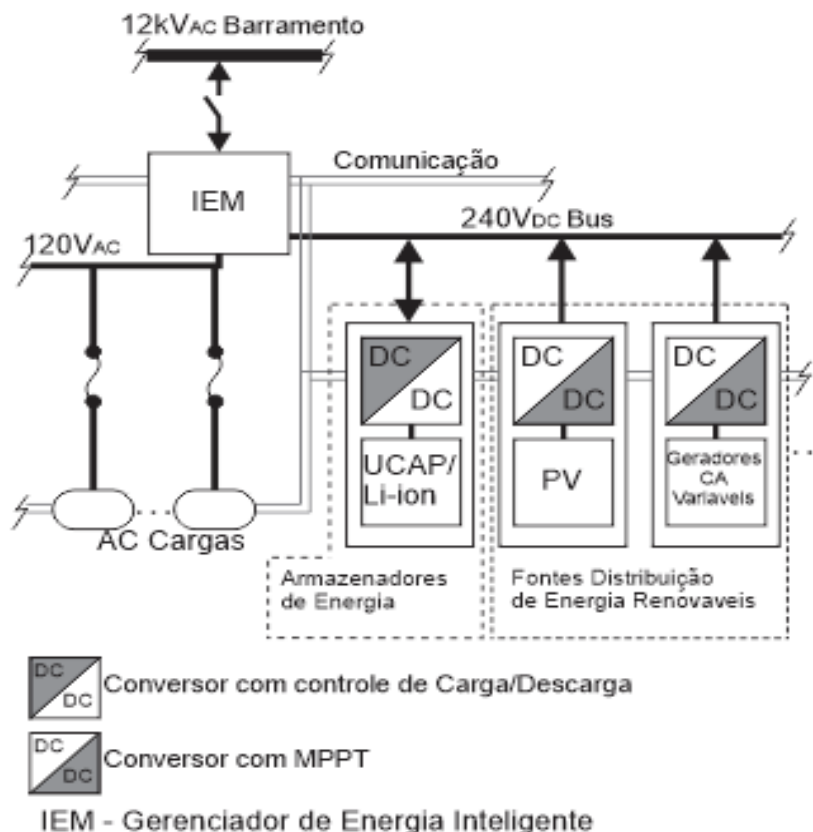 12kVAC Barramento
Comunicação
IEM
240VDC Bus
120VAC
DC
DC
DC
DC
DC
DC
UCAP/
Li-ion
PV
Geradores
CA
Variaveis
...
AC Cargas
Armazenadores
de Energia
Fontes Distribuição
de Energia Renovaveis
DC
DC
Conversor com controle de Carga/Descarga
DC
DC
Conversor com MPPT
IEM - Gerenciador de Energia Inteligente